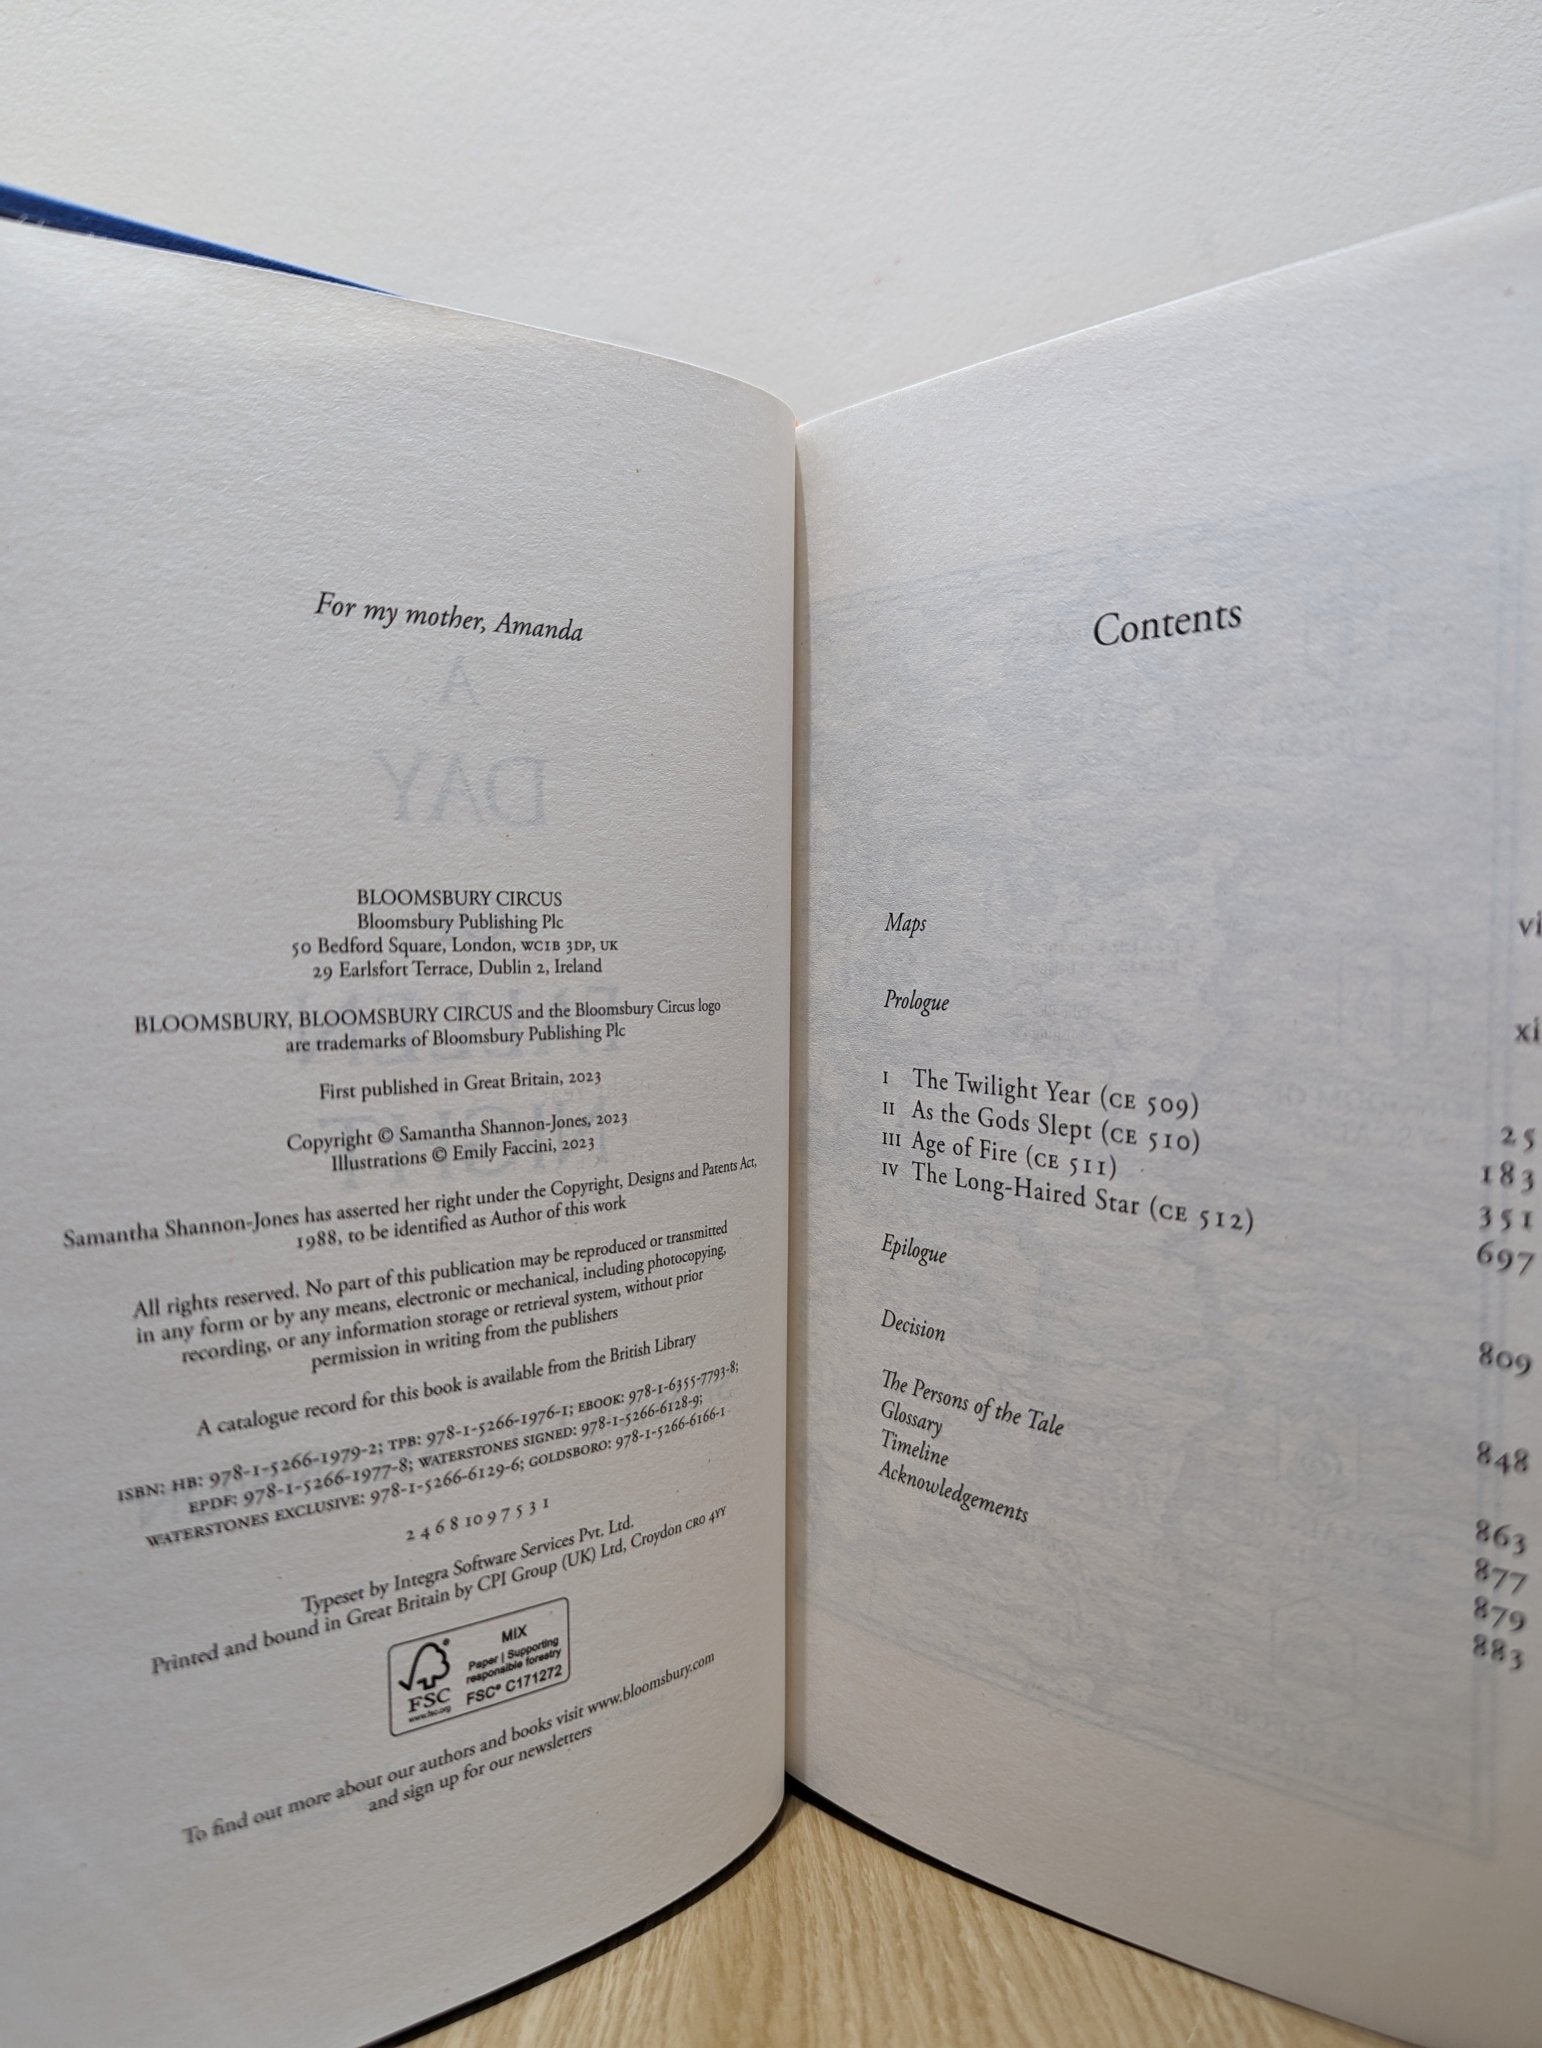 For my mother, Amanda
A
DAY
BLOOMSBURY CIRCUS
Bloomsbury Publishing Plc
50 Bedford Square, London, WC1B 3DP, UK
29 Earlsfort Terrace, Dublin 2, Ireland
BLOOMSBURY, BLOOMSBURY CIRCUS and the Bloomsbury Circus logo
are trademarks of Bloomsbury Publishing Plc
First published in Great Britain, 2023
Copyright © Samantha Shannon-Jones, 2023
Illustrations © Emily Faccini, 2023
Samantha Shannon-Jones has asserted her right under the Copyright, Designs and Patents Act,
1988, to be identified as Author of this work
All rights reserved. No part of this publication may be reproduced or transmitted
in any form or by any means, electronic or mechanical, including photocopying,
recording, or any information storage or retrieval system, without prior
permission in writing from the publishers
A catalogue record for this book is available from the British Library
ISBN: HB: 978-1-5266-1979-2; TPB: 978-1-5266-1976-1; EBOOK: 978-1-6355-7793-8;
EPDF: 978-1-5266-1977-8; WATERSTONES SIGNED: 978-1-5266-6128-9;
WATERSTONES EXCLUSIVE: 978-1-5266-6129-6; GOLDSBORO: 978-1-5266-6166-1
2 4 6 8 10 9 7 5 3 1
Typeset by Integra Software Services Pvt. Ltd.
Printed and bound in Great Britain by CPI Group (UK) Ltd, Croydon CR0 4YY
FSC
www.fsc.org
MIX
Paper | Supporting
responsible forestry
FSC® C171272
To find out more about our authors and books visit www.bloomsbury.com
and sign up for our newsletters
Contents
Maps vi
Prologue xi
I The Twilight Year (CE 509) 25
II As the Gods Slept (CE 510) 183
III Age of Fire (CE 511) 351
IV The Long-Haired Star (CE 512) 697
Epilogue 809
Decision 848
The Persons of the Tale 863
Glossary 877
Timeline 879
Acknowledgements 883